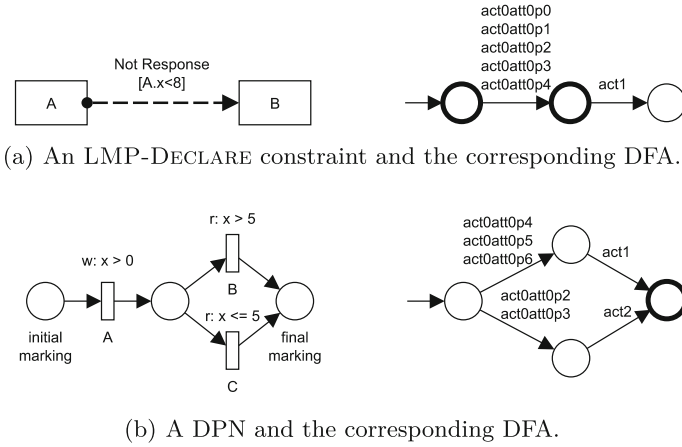 Not Response
[A.x<8]
A
B
act0att0p0
act0att0p1
act0att0p2
act0att0p3
act0att0p4
act1
(a) An LMP-DECLARE constraint and the corresponding DFA.
r: x > 5
w: x > 0
B
r: x <= 5
initial
marking
A
final
marking
C
act0att0p4
act0att0p5
act0att0p6
act1
act0att0p2
act0att0p3
act2
(b) A DPN and the corresponding DFA.